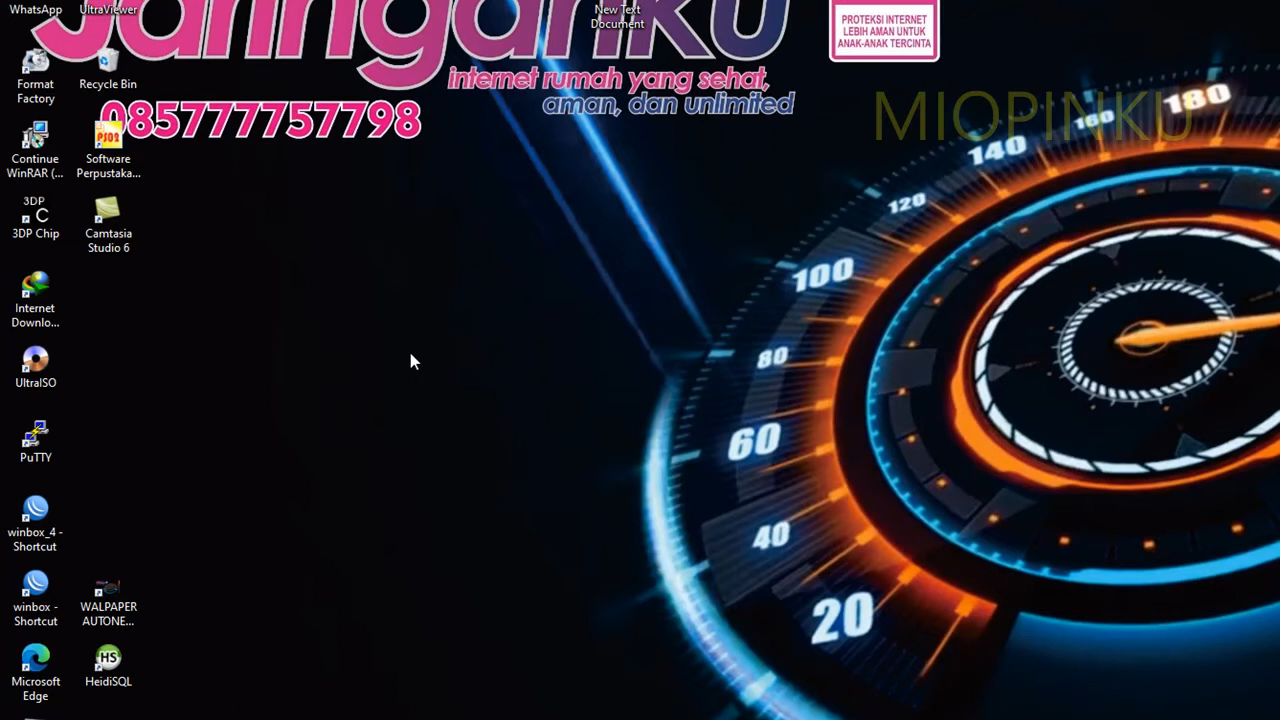 WhatsApp
UltraViewer
New Text
Document
Jaringanku
internet rumah yang sehat,
aman, dan unlimited
085777757798
PROTEKSI INTERNET
LEBIH AMAN UNTUK
ANAK-ANAK TERCINTA
MIOPINKU
Format
Factory
Recycle Bin
Continue
WinRAR (...
PS02
Software
Perpustaka...
3DP
C
3DP Chip
Camtasia
Studio 6
Internet
Downlo...
UltraISO
PuTTY
winbox_4 -
Shortcut
winbox -
Shortcut
WALPAPER
AUTONE...
Microsoft
Edge
HS
HeidiSQL
180
160
140
120
100
80
60
40
20